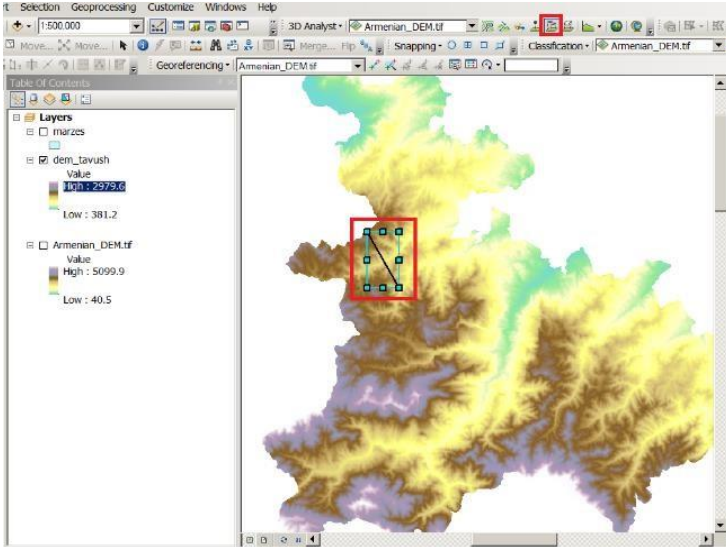 rt Selection Geoprocessing Customize Windows
1:500,000 3D Analyst Armenian_DEM.tif
Move... Move... Merge... Flip Snapping Classification Armenian_DEM.tif
Georeferencing Armenian_DEM.tif
Table Of Contents
Layers
marzes
dem_tavush
Value
High : 2979.6
Low : 381.2
Armenian_DEM.tif
Value
High : 5099.9
Low : 40.5